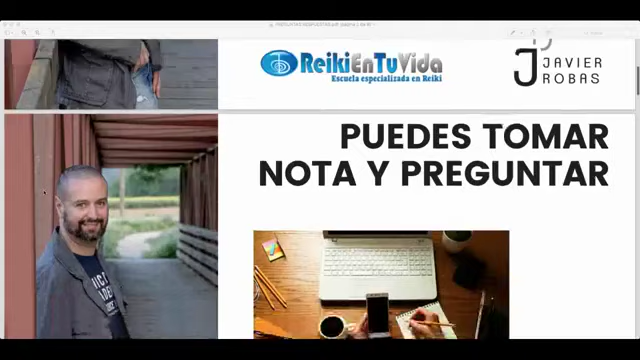 ReikiEnTuVida
Escuela especializada en Reiki
JAVIER
ROBAS
PUEDES TOMAR
NOTA Y PREGUNTAR